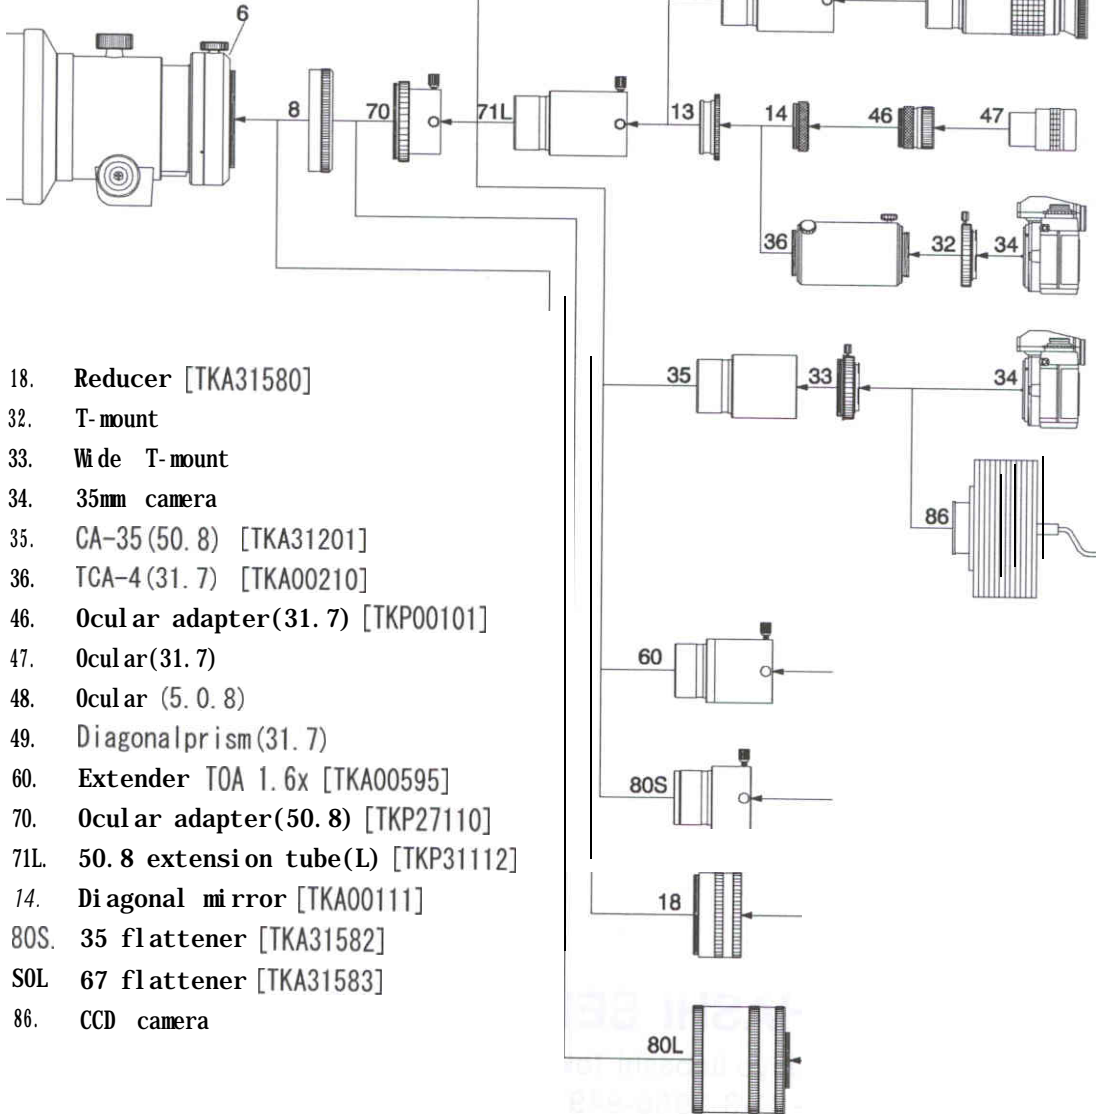 6
8
70
71L
13
14
46
47
36
32
34
35
33
34
86
60
80S
18
80L
18. Reducer [TKA31580]
32. T-mount
33. Wide T-mount
34. 35mm camera
35. CA-35(50.8) [TKA31201]
36. TCA-4(31.7) [TKA00210]
46. Ocular adapter(31.7) [TKP00101]
47. Ocular(31.7)
48. Ocular (5.0.8)
49. Diagonalprism(31.7)
60. Extender TOA 1.6x [TKA00595]
70. Ocular adapter(50.8) [TKP27110]
71L. 50.8 extension tube(L) [TKP31112]
14. Diagonal mirror [TKA00111]
80S. 35 flattener [TKA31582]
S0L 67 flattener [TKA31583]
86. CCD camera